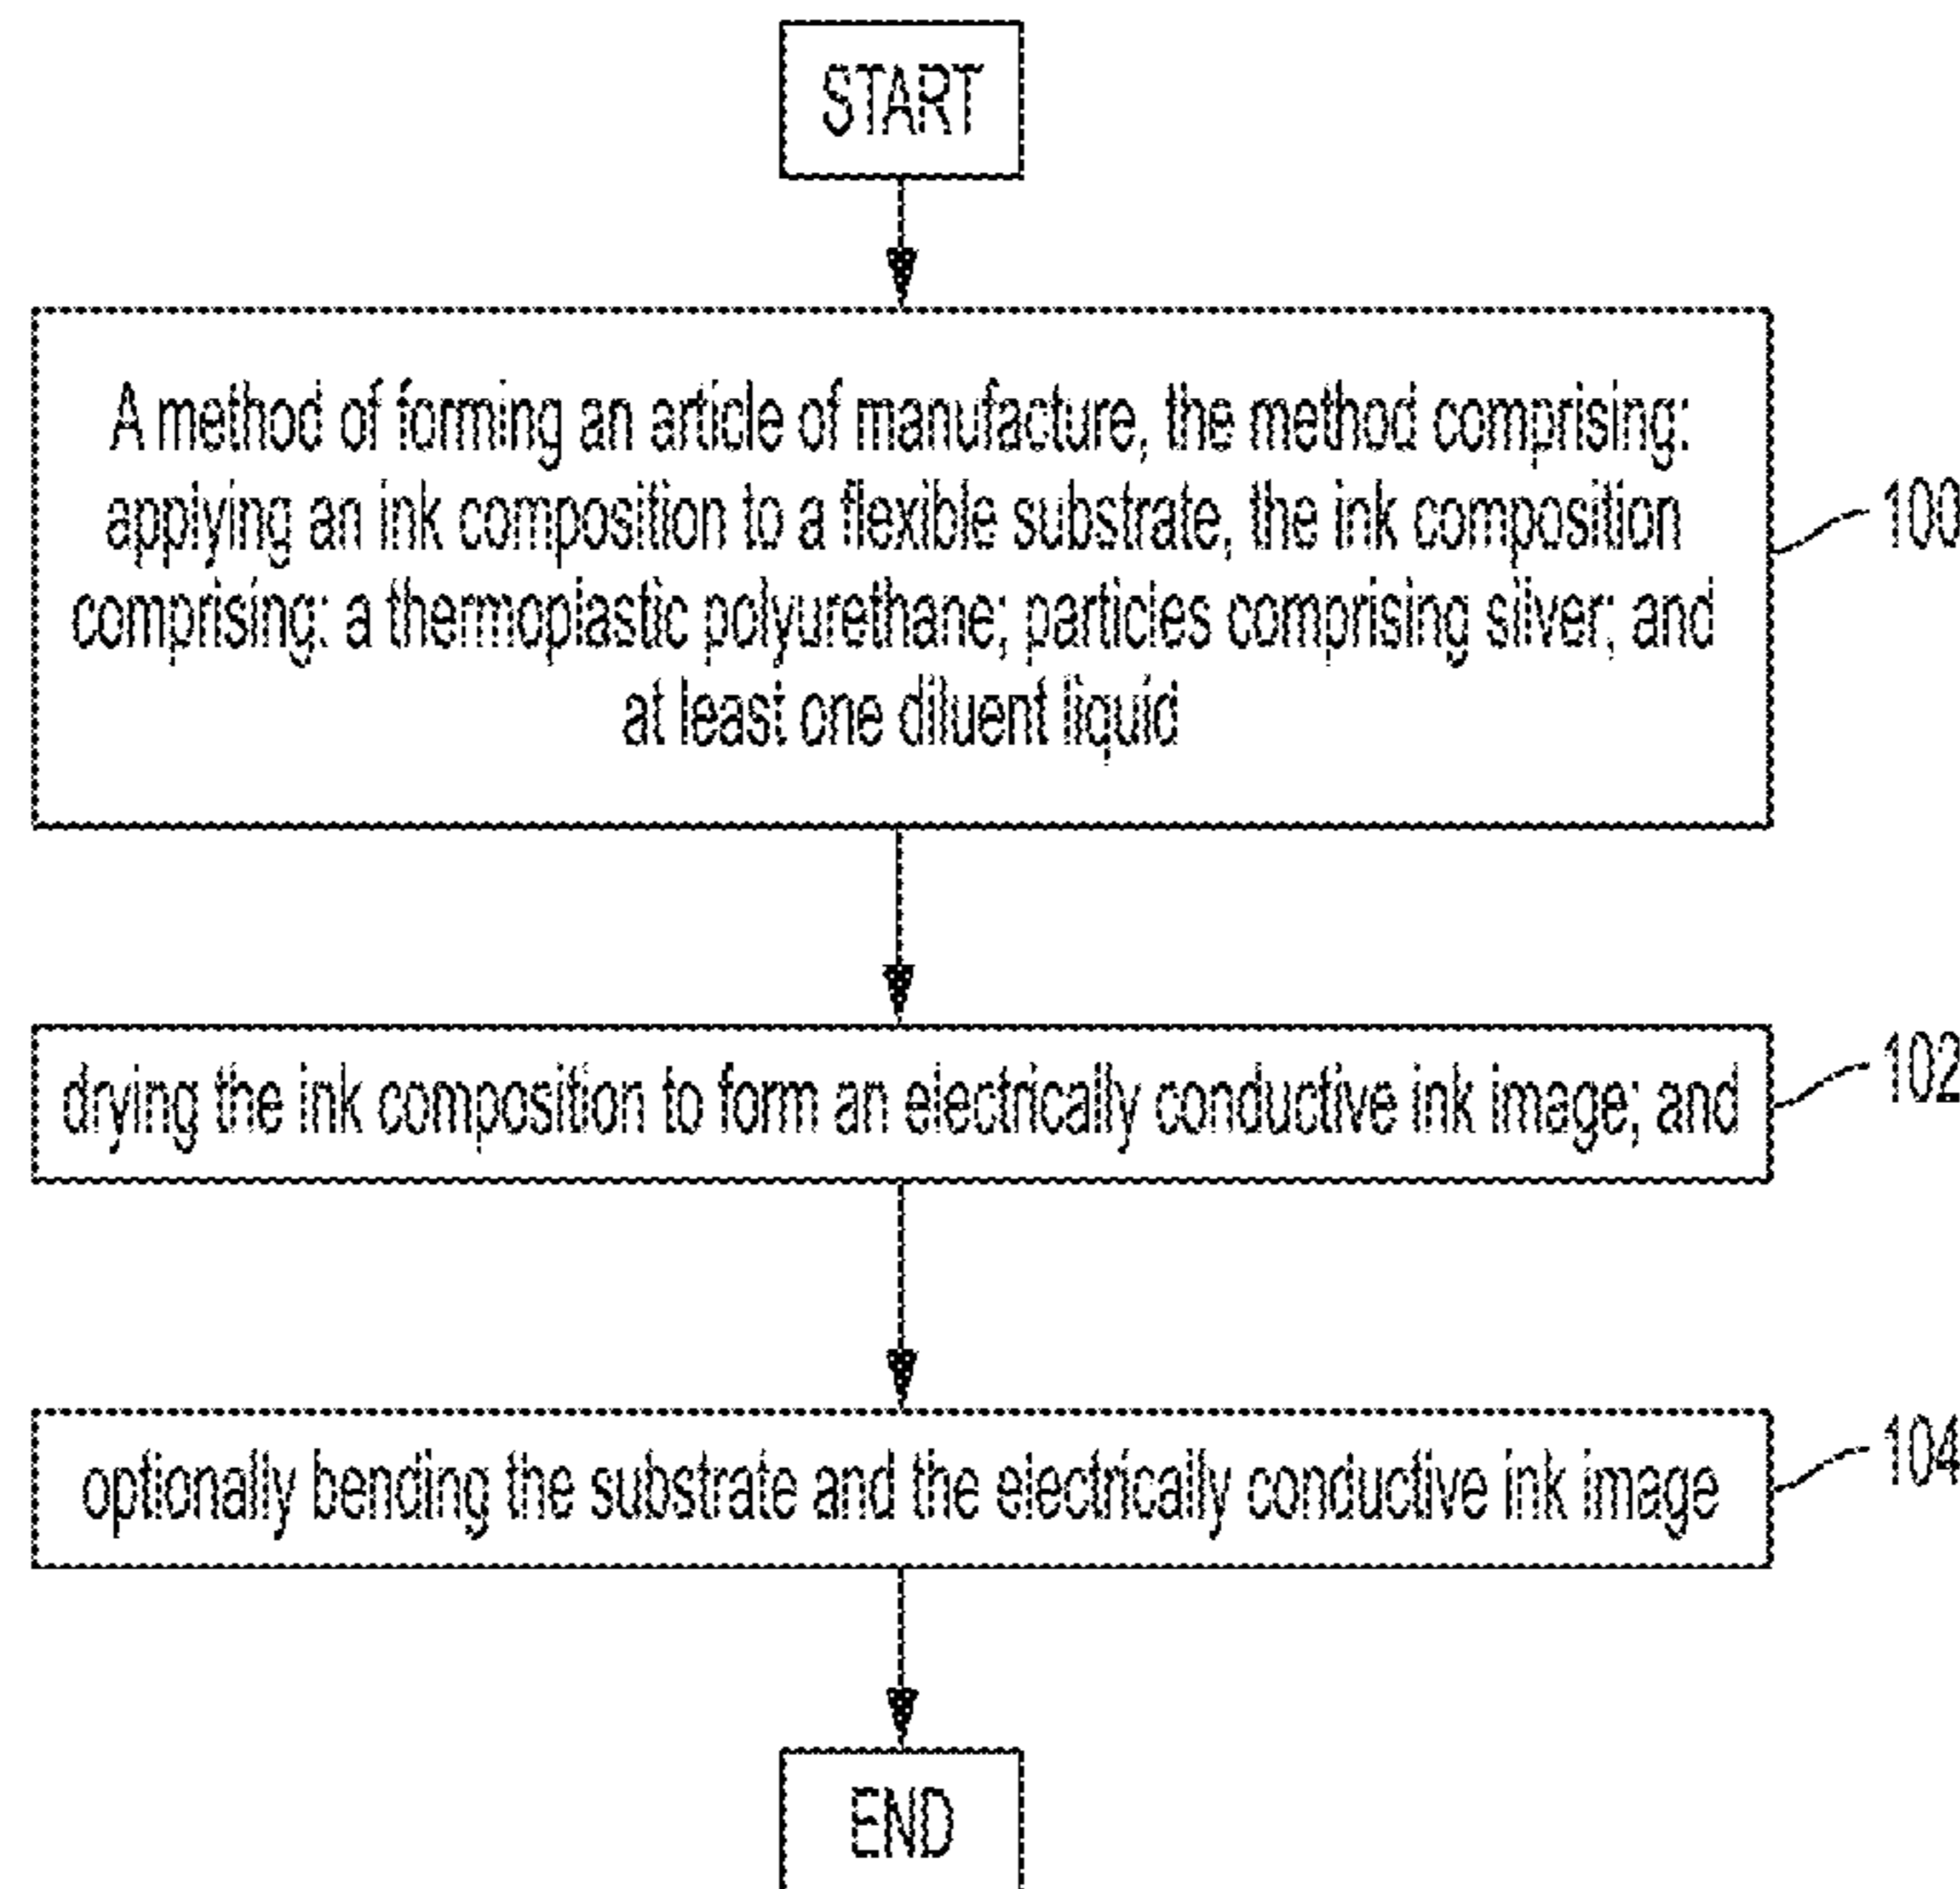 START
A method of forming an article of manufacture, the method comprising:
applying an ink composition to a flexible substrate, the ink composition
comprising: a thermoplastic polyurethane; particles comprising silver; and
at least one diluent liquid
100
drying the ink composition to form an electrically conductive ink image; and
102
optionally bending the substrate and the electrically conductive ink image
104
END